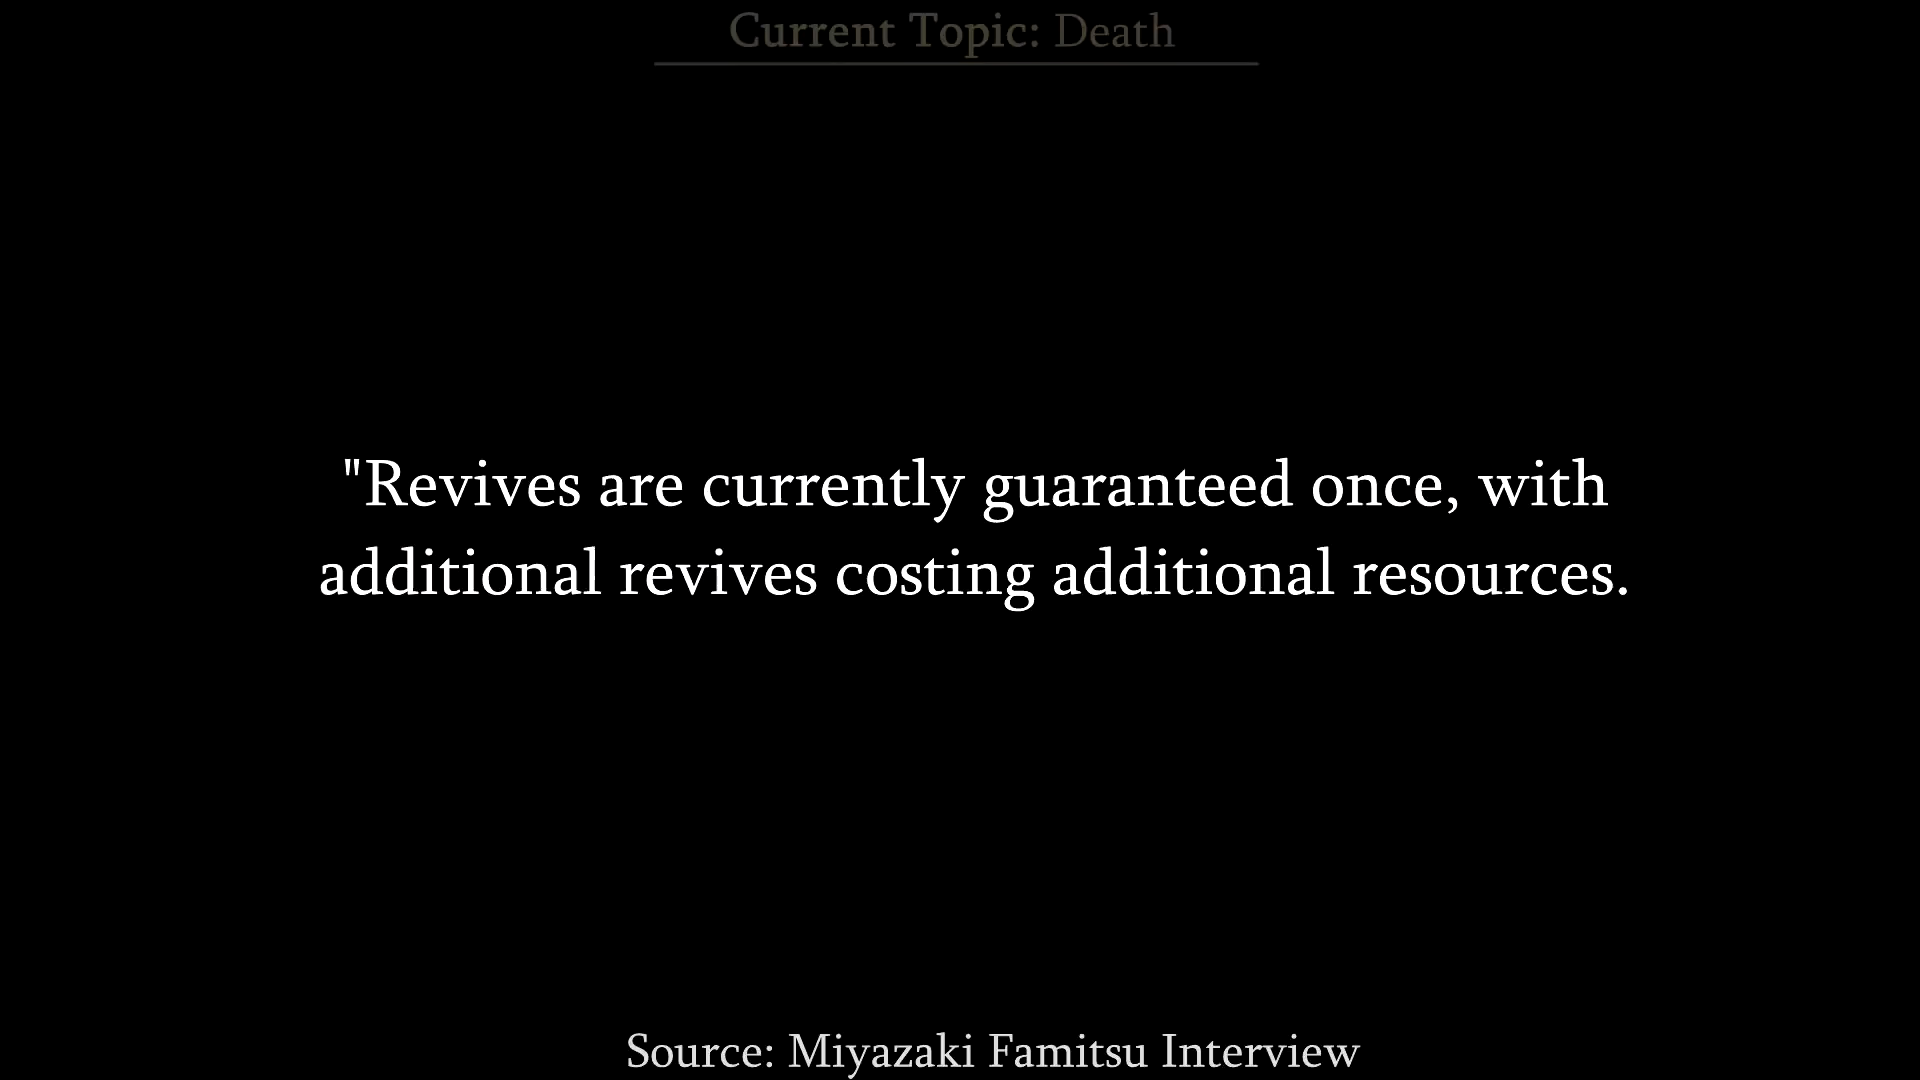 Current Topic: Death
"Revives are currently guaranteed once, with
additional revives costing additional resources.
Source: Miyazaki Famitsu Interview